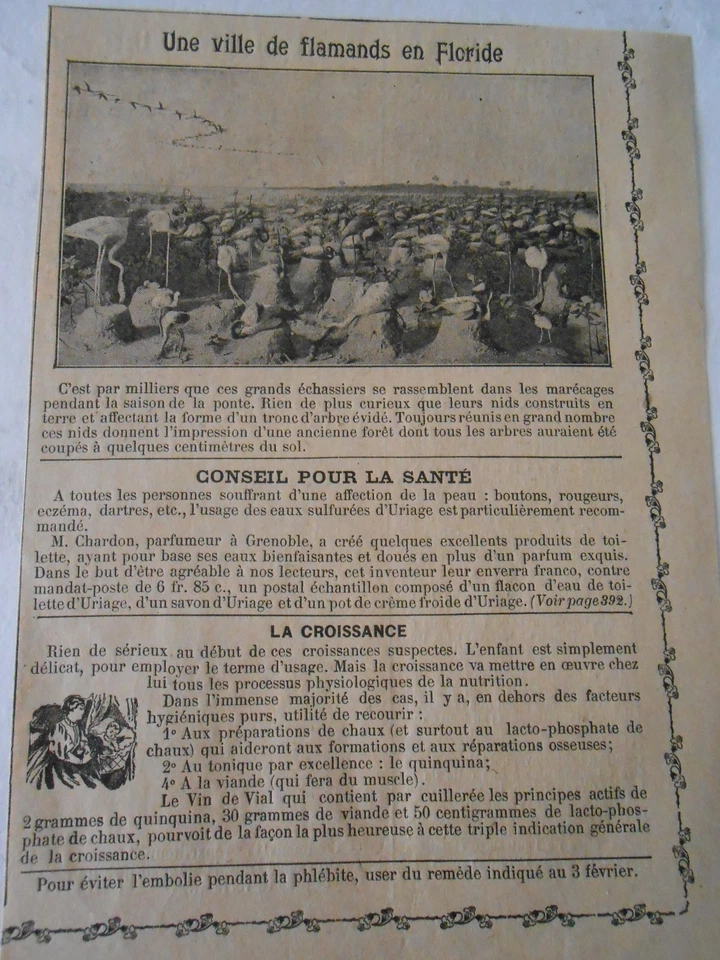 Une ville de flamands en Floride
C'est par milliers que ces grands échassiers se rassemblent dans les marécages
pendant la saison de la ponte. Rien de plus curieux que leurs nids construits en
terre et affectant la forme d'un tronc d'arbre évidé. Toujours réunis en grand nombre
ces nids donnent l'impression d'une ancienne forêt dont tous les arbres auraient été
coupés à quelques centimètres du sol.
CONSEIL POUR LA SANTÉ
A toutes les personnes souffrant d'une affection de la peau : boutons, rougeurs,
eczéma, dartres, etc., l'usage des eaux sulfurées d'Uriage est particulièrement recom-
mandé.
M. Chardon, parfumeur à Grenoble, a créé quelques excellents produits de toi-
lette, ayant pour base ses eaux bienfaisantes et doués en plus d'un parfum exquis.
Dans le but d'être agréable à nos lecteurs, cet inventeur leur enverra franco, contre
mandat-poste de 6 fr. 85 c., un postal échantillon composé d'un flacon d'eau de toi-
lette d'Uriage, d'un savon d'Uriage et d'un pot de crème froide d'Uriage. (Voir page 392.)
LA CROISSANCE
Rien de sérieux au début de ces croissances suspectes. L'enfant est simplement
délicat, pour employer le terme d'usage. Mais la croissance va mettre en œuvre chez
lui tous les processus physiologiques de la nutrition.
Dans l'immense majorité des cas, il y a, en dehors des facteurs
hygiéniques purs, utilité de recourir :
1º Aux préparations de chaux (et surtout au lacto-phosphate de
chaux) qui aideront aux formations et aux réparations osseuses;
2º Au tonique par excellence : le quinquina;
4º A la viande (qui fera du muscle).
Le Vin de Vial qui contient par cuillerée les principes actifs de
2 grammes de quinquina, 30 grammes de viande et 50 centigrammes de lacto-phos-
phate de chaux, pourvoit de la façon la plus heureuse à cette triple indication générale
de la croissance.
Pour éviter l'embolie pendant la phlébite, user du remède indiqué au 3 février.